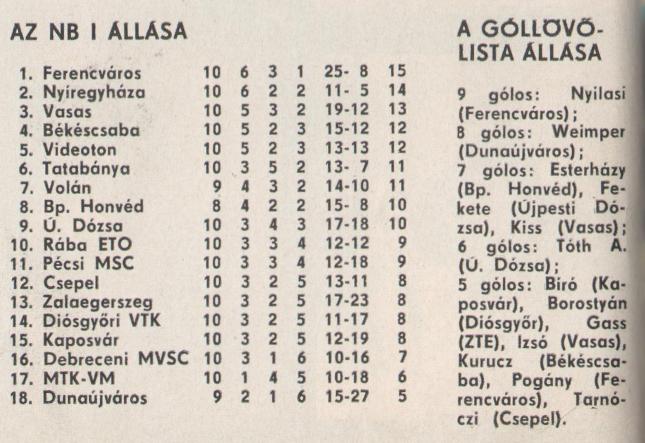 AZ NB I ÁLLÁSA
1. Ferencváros 10 6 3 1 25- 8 15
2. Nyíregyháza 10 6 2 2 11- 5 14
3. Vasas 10 5 3 2 19-12 13
4. Békéscsaba 10 5 2 3 15-12 12
5. Videoton 10 5 2 3 13-13 12
6. Tatabánya 10 3 5 2 13- 7 11
7. Volán 9 4 3 2 14-10 11
8. Bp. Honvéd 8 4 2 2 15- 8 10
9. Ú. Dózsa 10 3 4 3 17-18 10
10. Rába ETO 10 3 3 4 12-12 9
11. Pécsi MSC 10 3 3 4 12-18 9
12. Csepel 10 3 2 5 13-11 8
13. Zalaegerszeg 10 3 2 5 17-23 8
14. Diósgyőri VTK 10 3 2 5 11-17 8
15. Kaposvár 10 3 2 5 12-19 8
16. Debreceni MVSC 10 3 1 6 10-16 7
17. MTK-VM 10 1 4 5 10-18 6
18. Dunaújváros 9 2 1 6 15-27 5
A GÓLLÖVŐ-
LISTA ÁLLÁSA
9 gólos: Nyilasi
(Ferencváros);
8 gólos: Weimper
(Dunaújváros);
7 gólos: Esterházy
(Bp. Honvéd), Fe-
kete (Újpesti Dó-
zsa), Kiss (Vasas);
6 gólos: Tóth A.
(Ú. Dózsa);
5 gólos: Bíró (Ka-
posvár), Borostyán
(Diósgyőr), Gass
(ZTE), Izsó (Vasas),
Kurucz (Békéscsa-
ba), Pogány (Fe-
rencváros), Tarnó-
czi (Csepel).